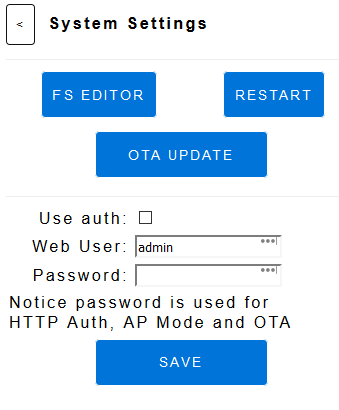 < System Settings
FS EDITOR RESTART
OTA UPDATE
Use auth:
Web User: admin
Password:
Notice password is used for
HTTP Auth, AP Mode and OTA
SAVE